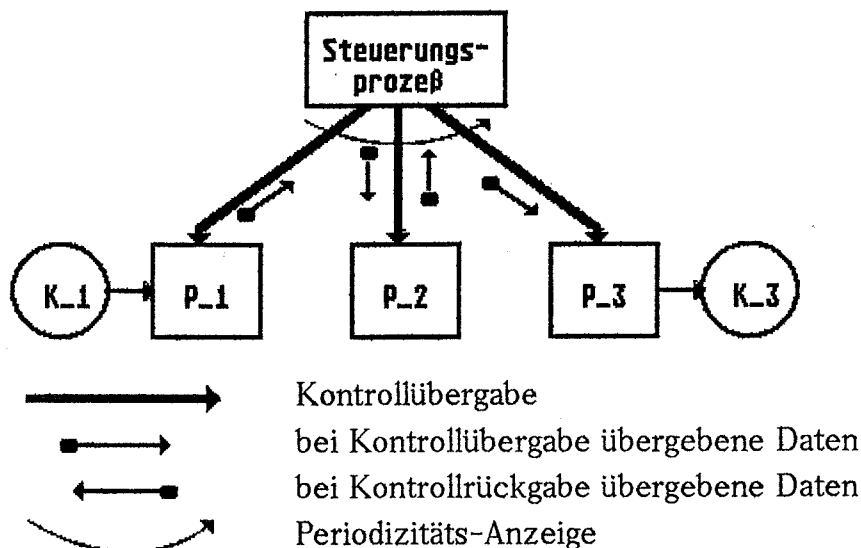 Steuerungs-
prozeß
K_1
P_1
P_2
P_3
K_3
Kontrollübergabe
bei Kontrollübergabe übergebene Daten
bei Kontrollrückgabe übergebene Daten
Periodizitäts-Anzeige